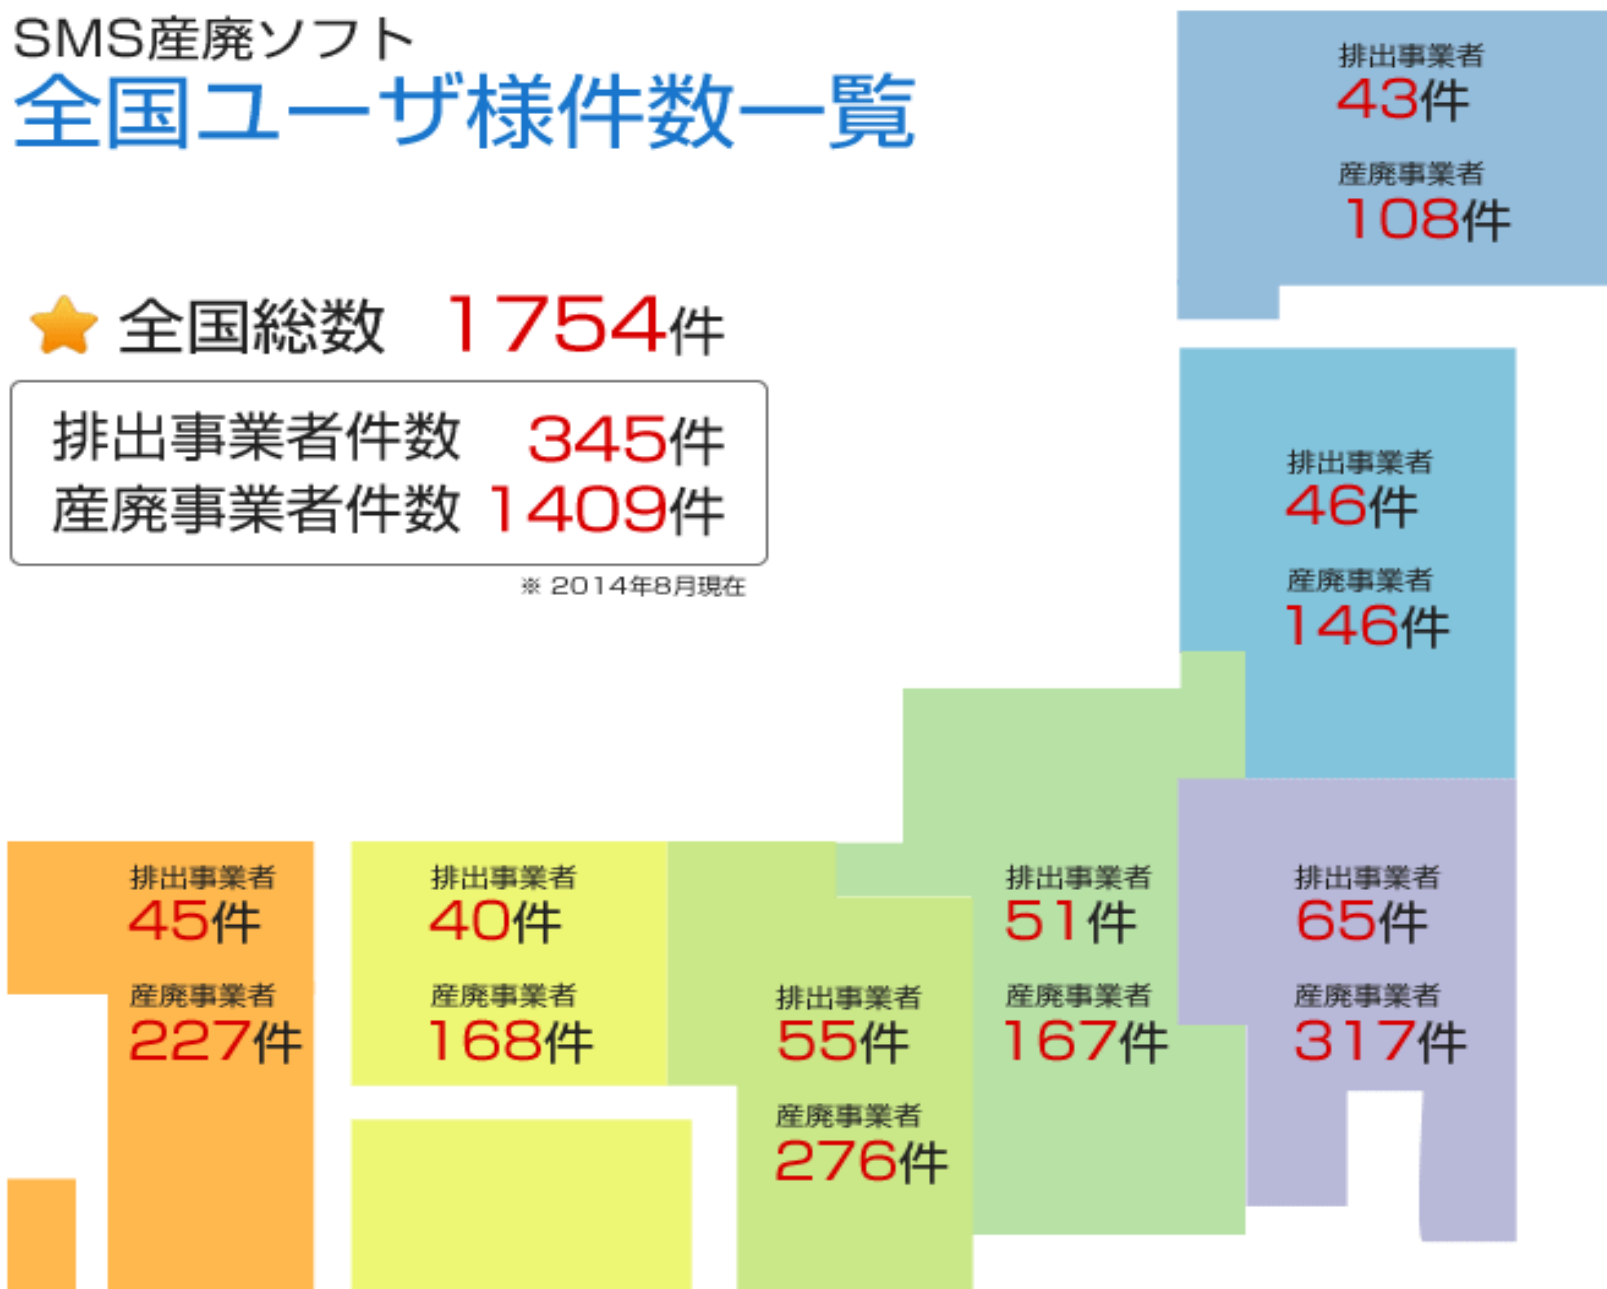 SMS産廃ソフト
全国ユーザ様件数一覧
全国総数 1754件
排出事業者件数 345件
産廃事業者件数 1409件
※ 2014年8月現在
排出事業者
43件
産廃事業者
108件
排出事業者
46件
産廃事業者
146件
排出事業者
45件
産廃事業者
227件
排出事業者
40件
産廃事業者
168件
排出事業者
55件
産廃事業者
276件
排出事業者
51件
産廃事業者
167件
排出事業者
65件
産廃事業者
317件